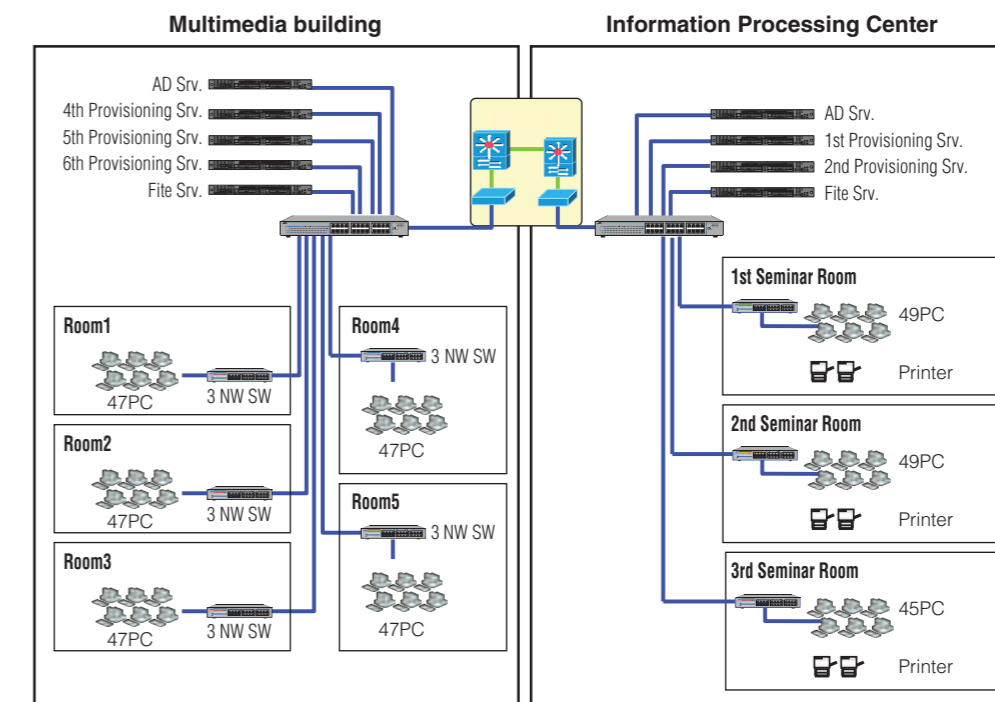 Multimedia building
AD Srv.
4th Provisioning Srv.
5th Provisioning Srv.
6th Provisioning Srv.
Fite Srv.
Room1
47PC
3 NW SW
Room2
47PC
3 NW SW
Room3
47PC
3 NW SW
Room4
3 NW SW
47PC
Room5
3 NW SW
47PC
Information Processing Center
AD Srv.
1st Provisioning Srv.
2nd Provisioning Srv.
Fite Srv.
1st Seminar Room
49PC
Printer
2nd Seminar Room
49PC
Printer
3rd Seminar Room
45PC
Printer